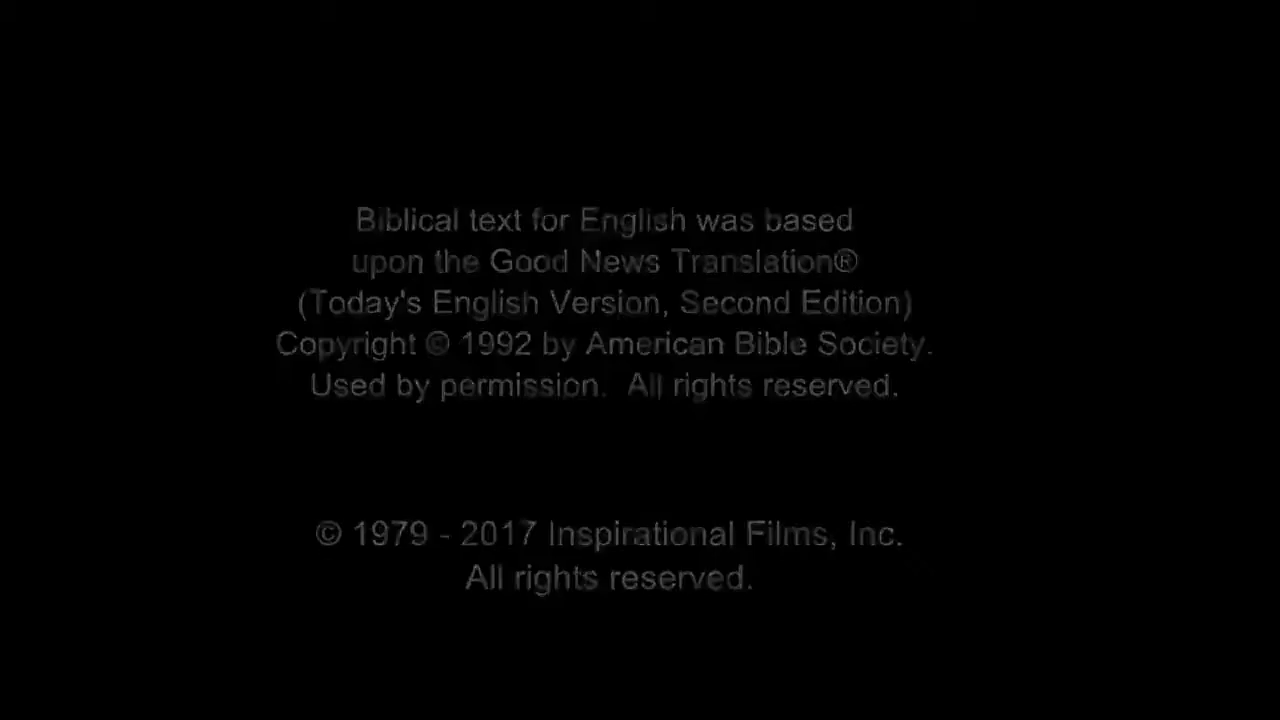 Biblical text for English was based
upon the Good News Translation®
(Today's English Version, Second Edition)
Copyright © 1992 by American Bible Society.
Used by permission.  All rights reserved.
© 1979 - 2017 Inspirational Films, Inc.
All rights reserved.